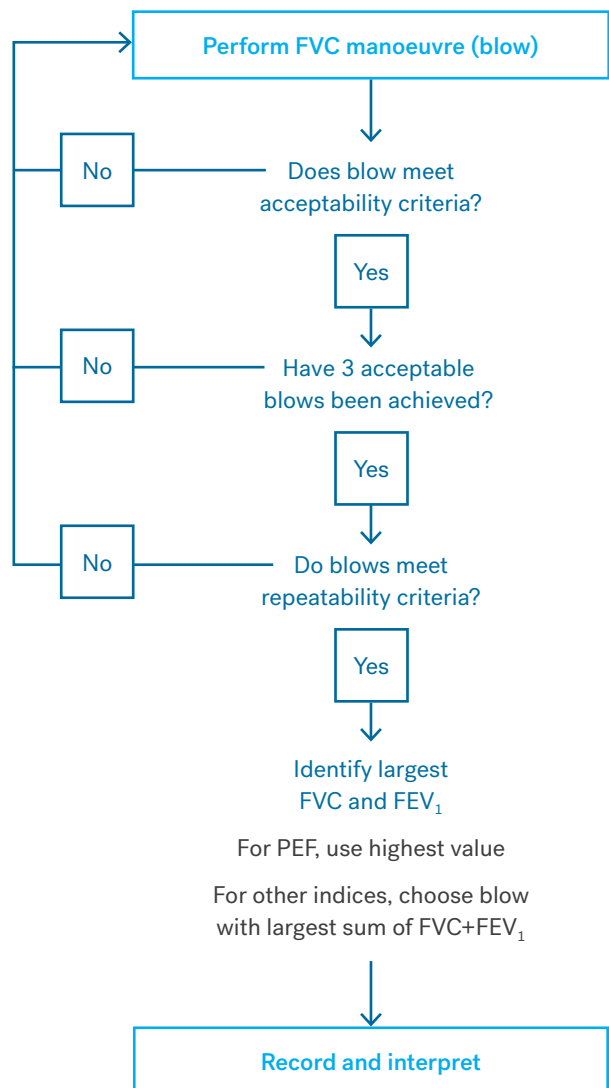 Perform FVC manoeuvre (blow)
No
Does blow meet
acceptability criteria?
Yes
No
Have 3 acceptable
blows been achieved?
Yes
No
Do blows meet
repeatability criteria?
Yes
Identify largest
FVC and FEV₁
For PEF, use highest value
For other indices, choose blow
with largest sum of FVC+FEV₁
Record and interpret